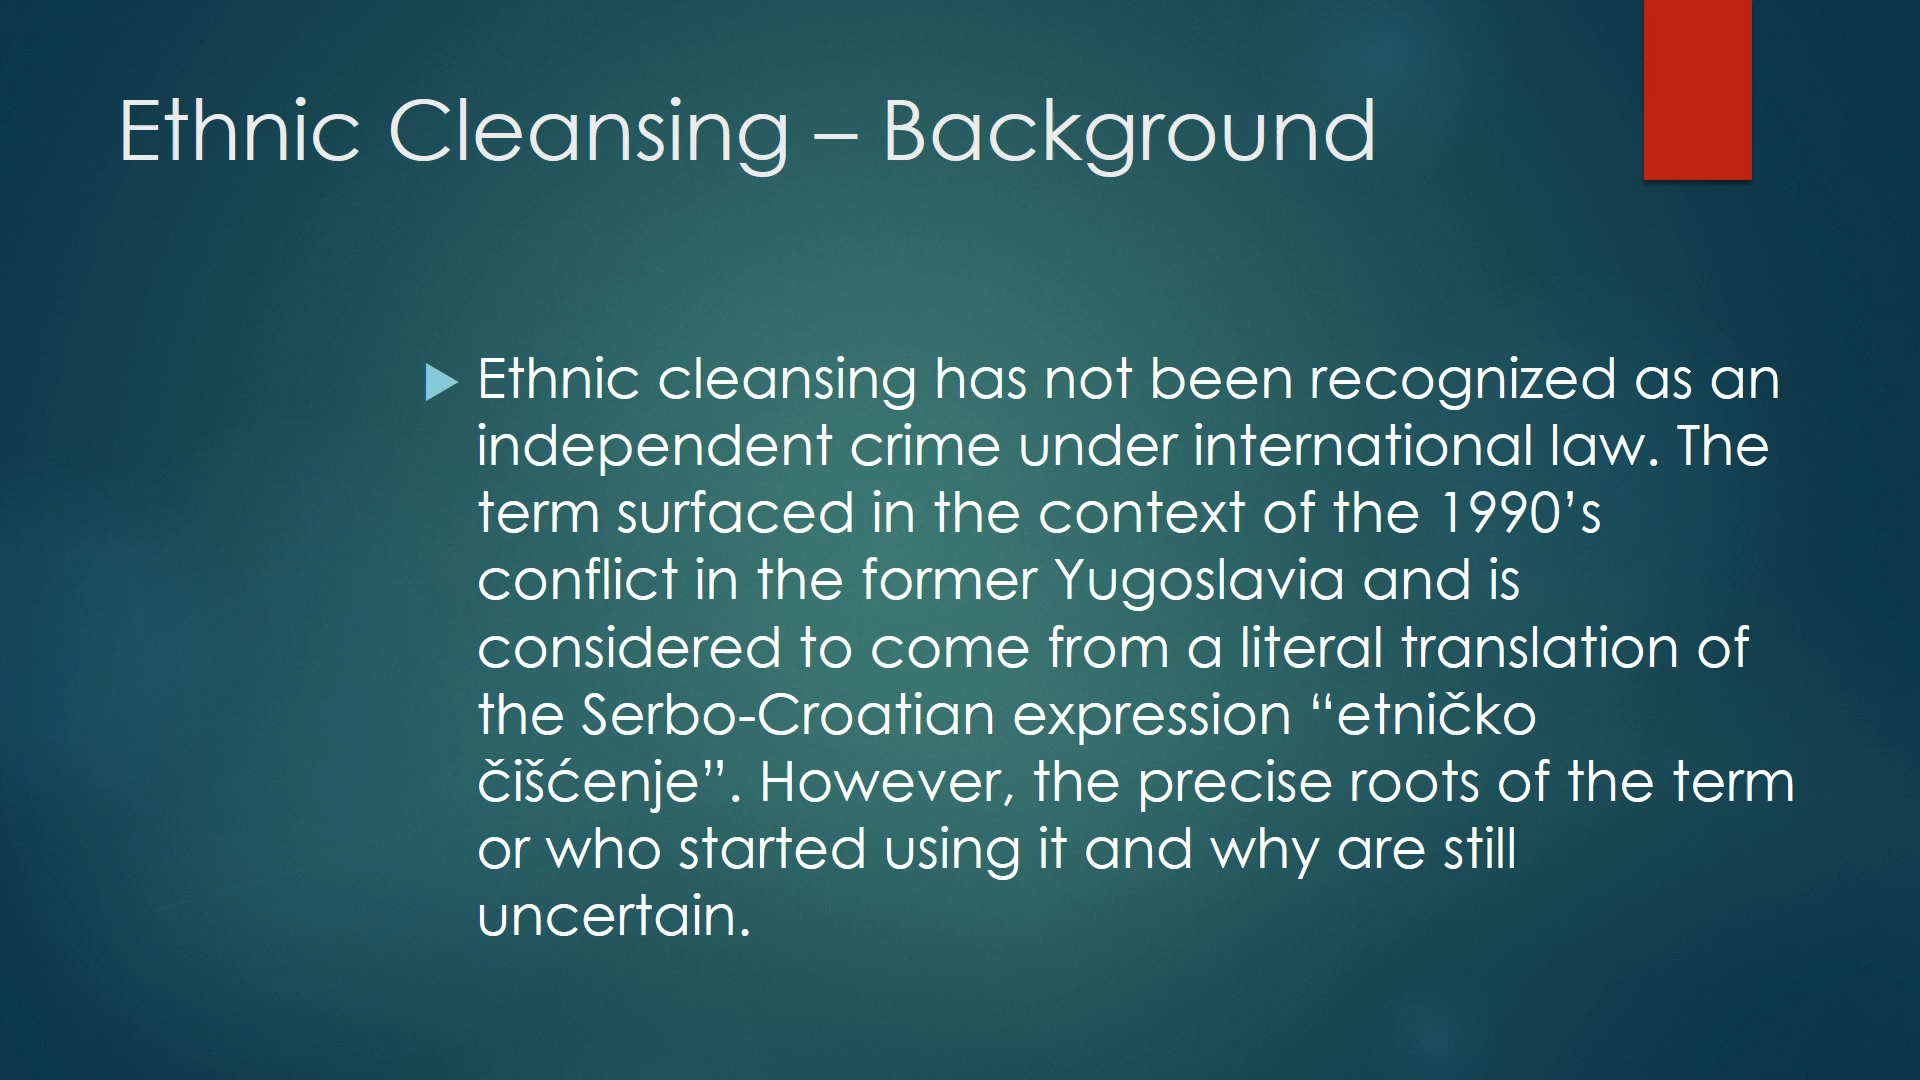 Ethnic Cleansing – Background
Ethnic cleansing has not been recognized as an
independent crime under international law. The
term surfaced in the context of the 1990’s
conflict in the former Yugoslavia and is
considered to come from a literal translation of
the Serbo-Croatian expression “etničko
čišćenje”. However, the precise roots of the term
or who started using it and why are still
uncertain.